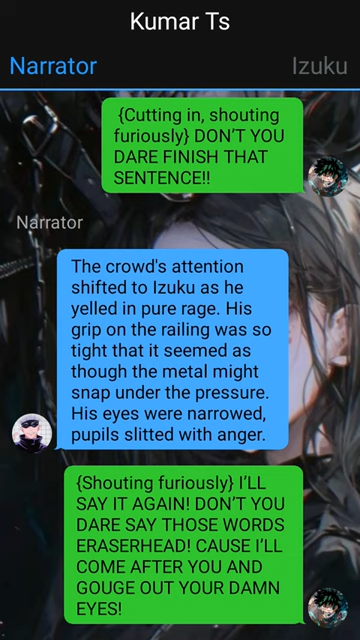 Kumar Ts
Narrator
Izuku
{Cutting in, shouting
furiously} DON'T YOU
DARE FINISH THAT
SENTENCE!!
Narrator
The crowd's attention
shifted to Izuku as he
yelled in pure rage. His
grip on the railing was so
tight that it seemed as
though the metal might
snap under the pressure.
His eyes were narrowed,
pupils slitted with anger.
{Shouting furiously} I'LL
SAY IT AGAIN! DON'T YOU
DARE SAY THOSE WORDS
ERASERHEAD! CAUSE I'LL
COME AFTER YOU AND
GOUGE OUT YOUR DAMN
EYES!